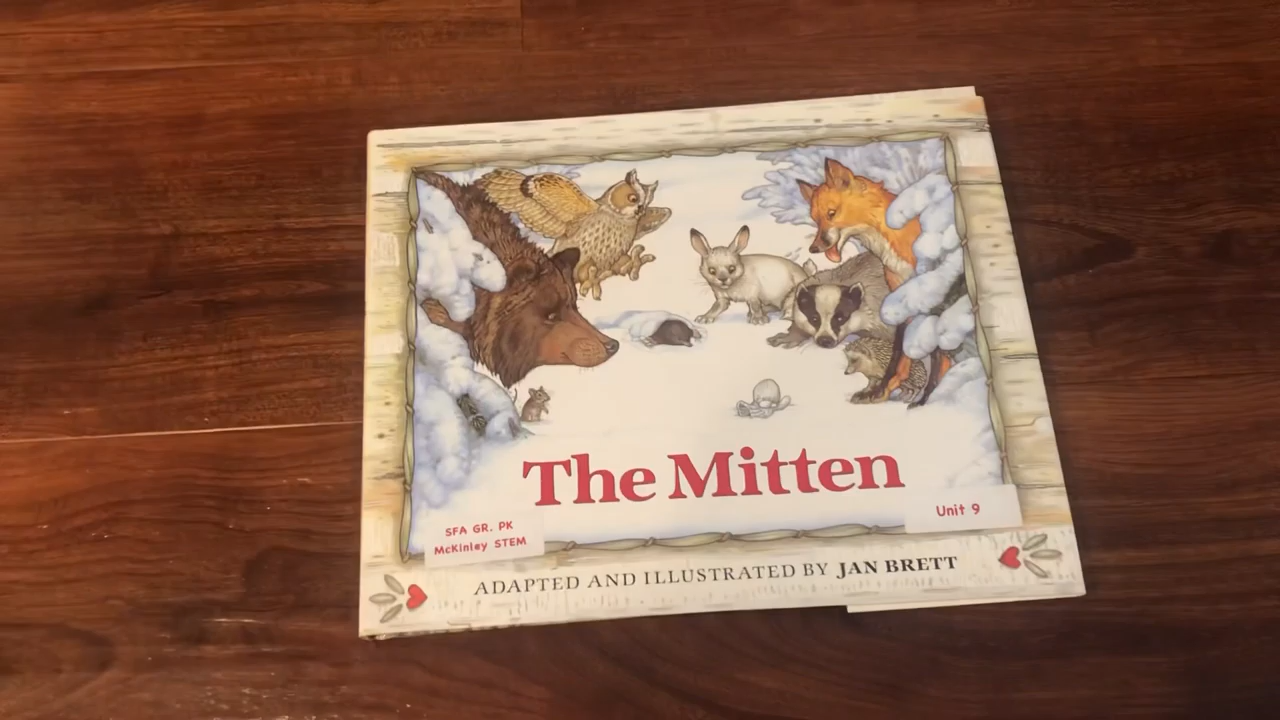 The Mitten
SFA GR. PK
McKinley STEM
Unit 9
ADAPTED AND ILLUSTRATED BY JAN BRETT